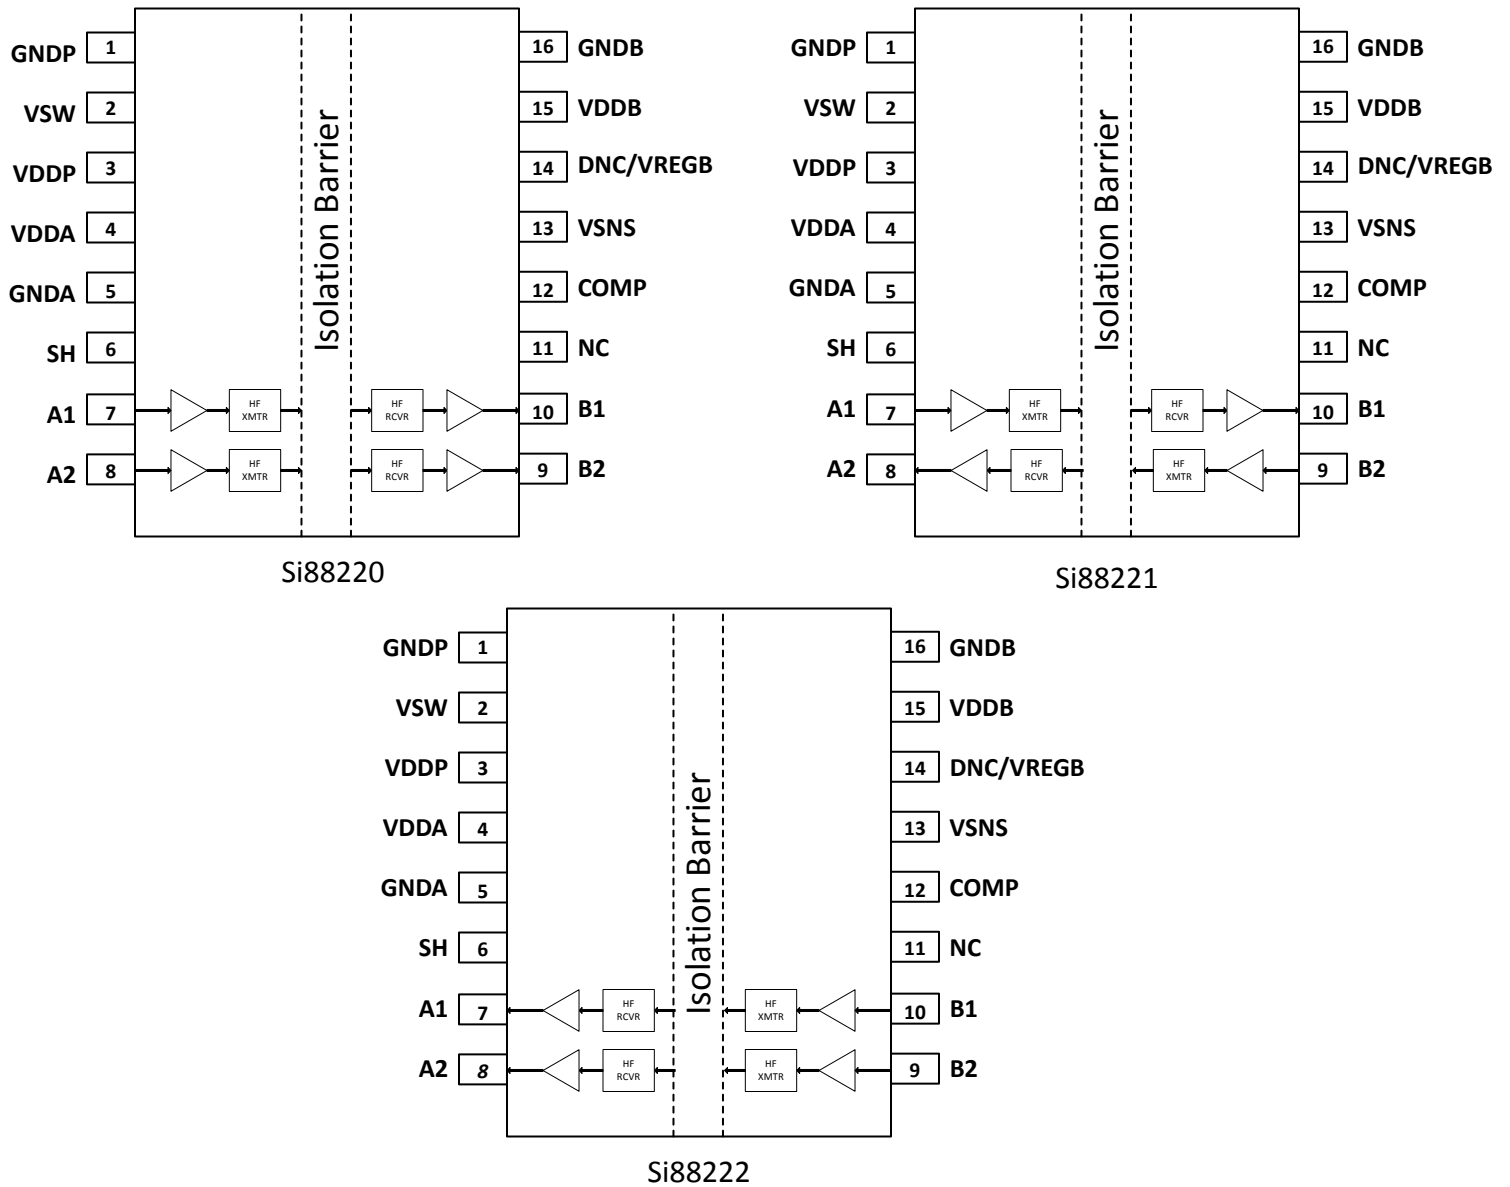 GNDP 1 16 GNDB
VSW 2 15 VDDB
VDDP 3 14 DNC/VREGB
VDDA 4 13 VSNS
GNDA 5 12 COMP
SH 6 11 NC
A1 7 HF XMTR HF RCVR 10 B1
A2 8 HF XMTR HF RCVR 9 B2
Isolation Barrier
Si88220
GNDP 1 16 GNDB
VSW 2 15 VDDB
VDDP 3 14 DNC/VREGB
VDDA 4 13 VSNS
GNDA 5 12 COMP
SH 6 11 NC
A1 7 HF XMTR HF RCVR 10 B1
A2 8 HF RCVR HF XMTR 9 B2
Isolation Barrier
Si88221
GNDP 1 16 GNDB
VSW 2 15 VDDB
VDDP 3 14 DNC/VREGB
VDDA 4 13 VSNS
GNDA 5 12 COMP
SH 6 11 NC
A1 7 HF RCVR HF XMTR 10 B1
A2 8 HF RCVR HF XMTR 9 B2
Isolation Barrier
Si88222